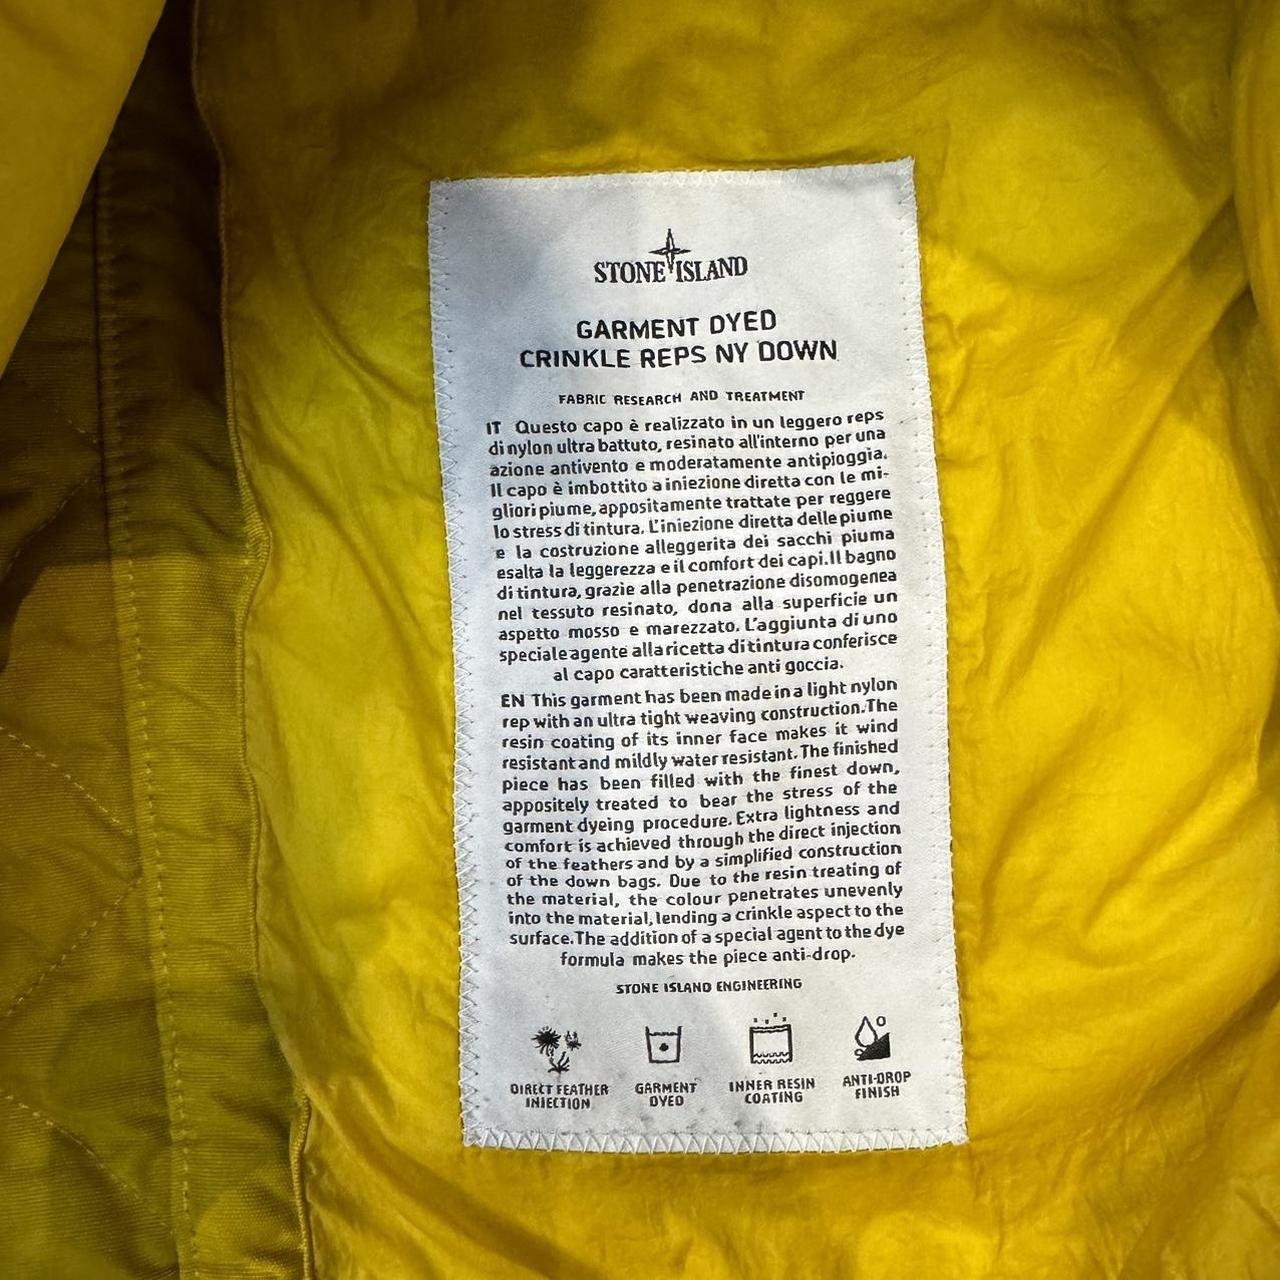 STONE ISLAND
GARMENT DYED
CRINKLE REPS NY DOWN
FABRIC RESEARCH AND TREATMENT
IT Questo capo è realizzato in un leggero reps
di nylon ultra battuto, resinato all'interno per una
azione antivento e moderatamente antipioggia.
Il capo è imbottito a iniezione diretta con le mi-
gliori piume, appositamente trattate per reggere
lo stress di tintura. L'iniezione diretta delle piume
e la costruzione alleggerita dei sacchi piuma
esalta la leggerezza e il comfort dei capi. Il bagno
di tintura, grazie alla penetrazione disomogenea
nel tessuto resinato, dona alla superficie un
aspetto mosso e marezzato. L'aggiunta di uno
speciale agente alla ricetta di tintura conferisce
al capo caratteristiche anti goccia.
EN This garment has been made in a light nylon
rep with an ultra tight weaving construction. The
resin coating of its inner face makes it wind
resistant and mildly water resistant. The finished
piece has been filled with the finest down,
appositely treated to bear the stress of the
garment dyeing procedure. Extra lightness and
comfort is achieved through the direct injection
of the feathers and by a simplified construction
of the down bags. Due to the resin treating of
the material, the colour penetrates unevenly
into the material, lending a crinkle aspect to the
surface. The addition of a special agent to the dye
formula makes the piece anti-drop.
STONE ISLAND ENGINEERING
DIRECT FEATHER
INJECTION
GARMENT
DYED
INNER RESIN
COATING
ANTI-DROP
FINISH